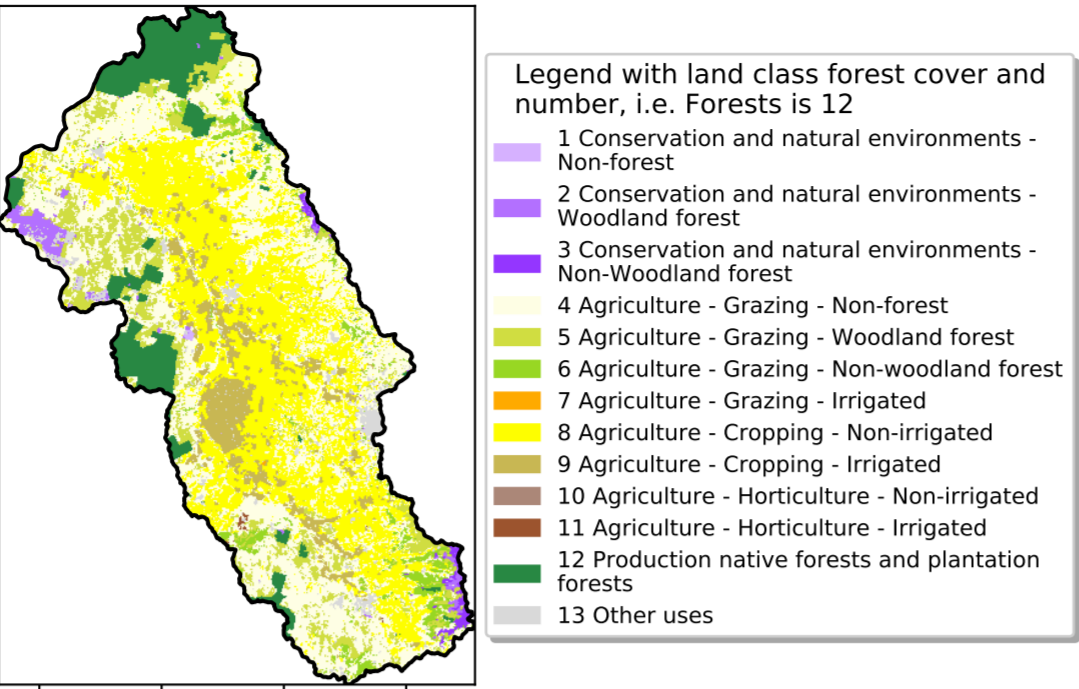 Legend with land class forest cover and
number, i.e. Forests is 12
1 Conservation and natural environments -
Non-forest
2 Conservation and natural environments -
Woodland forest
3 Conservation and natural environments -
Non-Woodland forest
4 Agriculture - Grazing - Non-forest
5 Agriculture - Grazing - Woodland forest
6 Agriculture - Grazing - Non-woodland forest
7 Agriculture - Grazing - Irrigated
8 Agriculture - Cropping - Non-irrigated
9 Agriculture - Cropping - Irrigated
10 Agriculture - Horticulture - Non-irrigated
11 Agriculture - Horticulture - Irrigated
12 Production native forests and plantation
forests
13 Other uses